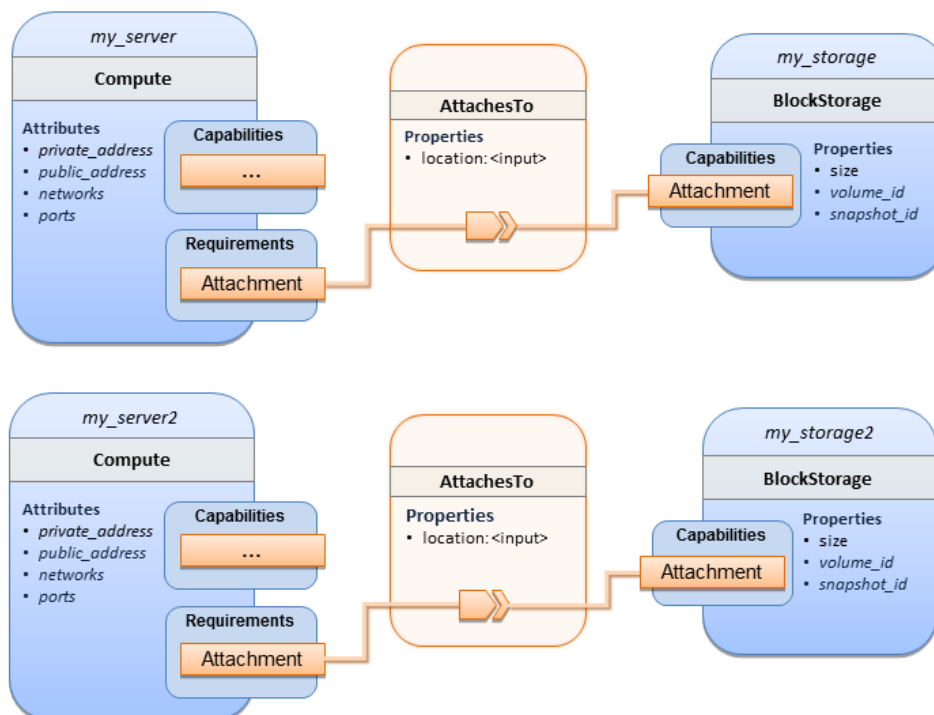 my_server
Compute
Attributes
• private_address
• public_address
• networks
• ports
Capabilities
...
Requirements
Attachment
AttachesTo
Properties
• location: <input>
my_storage
BlockStorage
Capabilities
Attachment
Properties
• size
• volume_id
• snapshot_id
my_server2
Compute
Attributes
• private_address
• public_address
• networks
• ports
Capabilities
...
Requirements
Attachment
AttachesTo
Properties
• location: <input>
my_storage2
BlockStorage
Capabilities
Attachment
Properties
• size
• volume_id
• snapshot_id